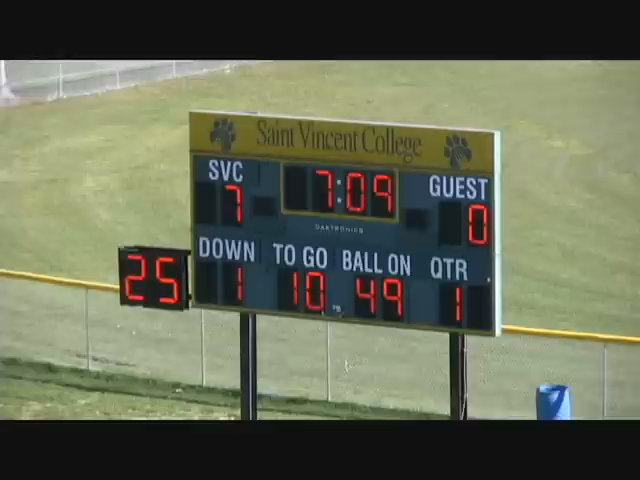 Saint Vincent College
SVC 7:09 GUEST
7 0
DAKTRONICS
DOWN TO GO BALL ON QTR
25 1 10 49 1